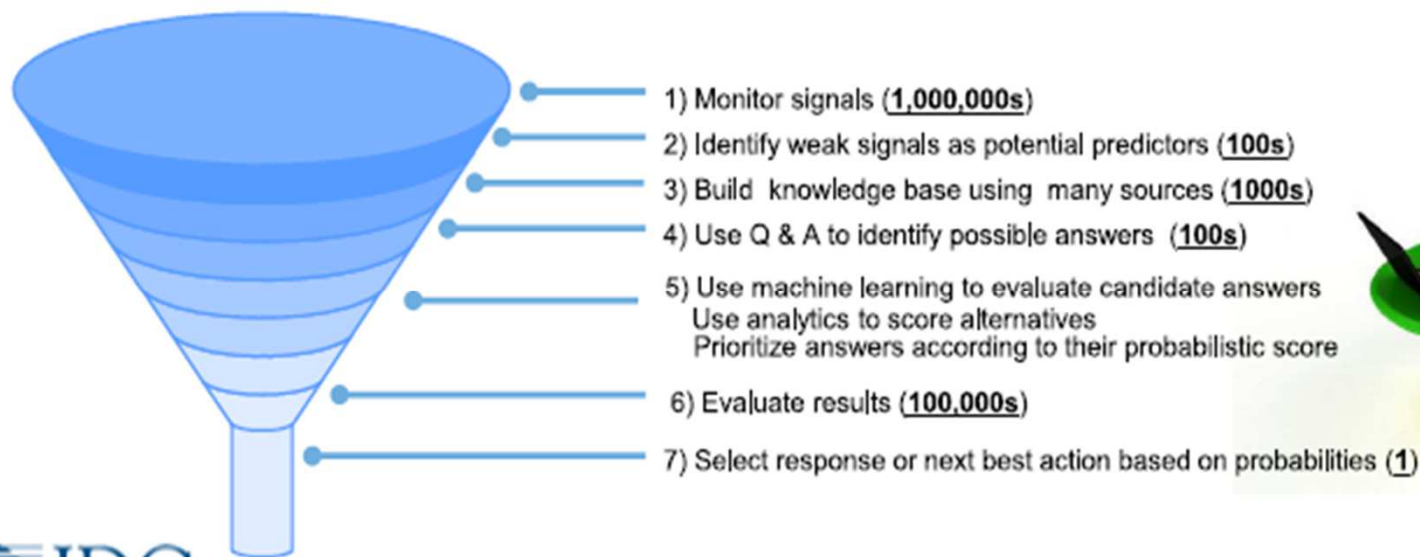 1) Monitor signals (1,000,000s)
2) Identify weak signals as potential predictors (100s)
3) Build knowledge base using many sources (1000s)
4) Use Q & A to identify possible answers (100s)
5) Use machine learning to evaluate candidate answers
Use analytics to score alternatives
Prioritize answers according to their probabilistic score
6) Evaluate results (100,000s)
7) Select response or next best action based on probabilities (1)
IDC